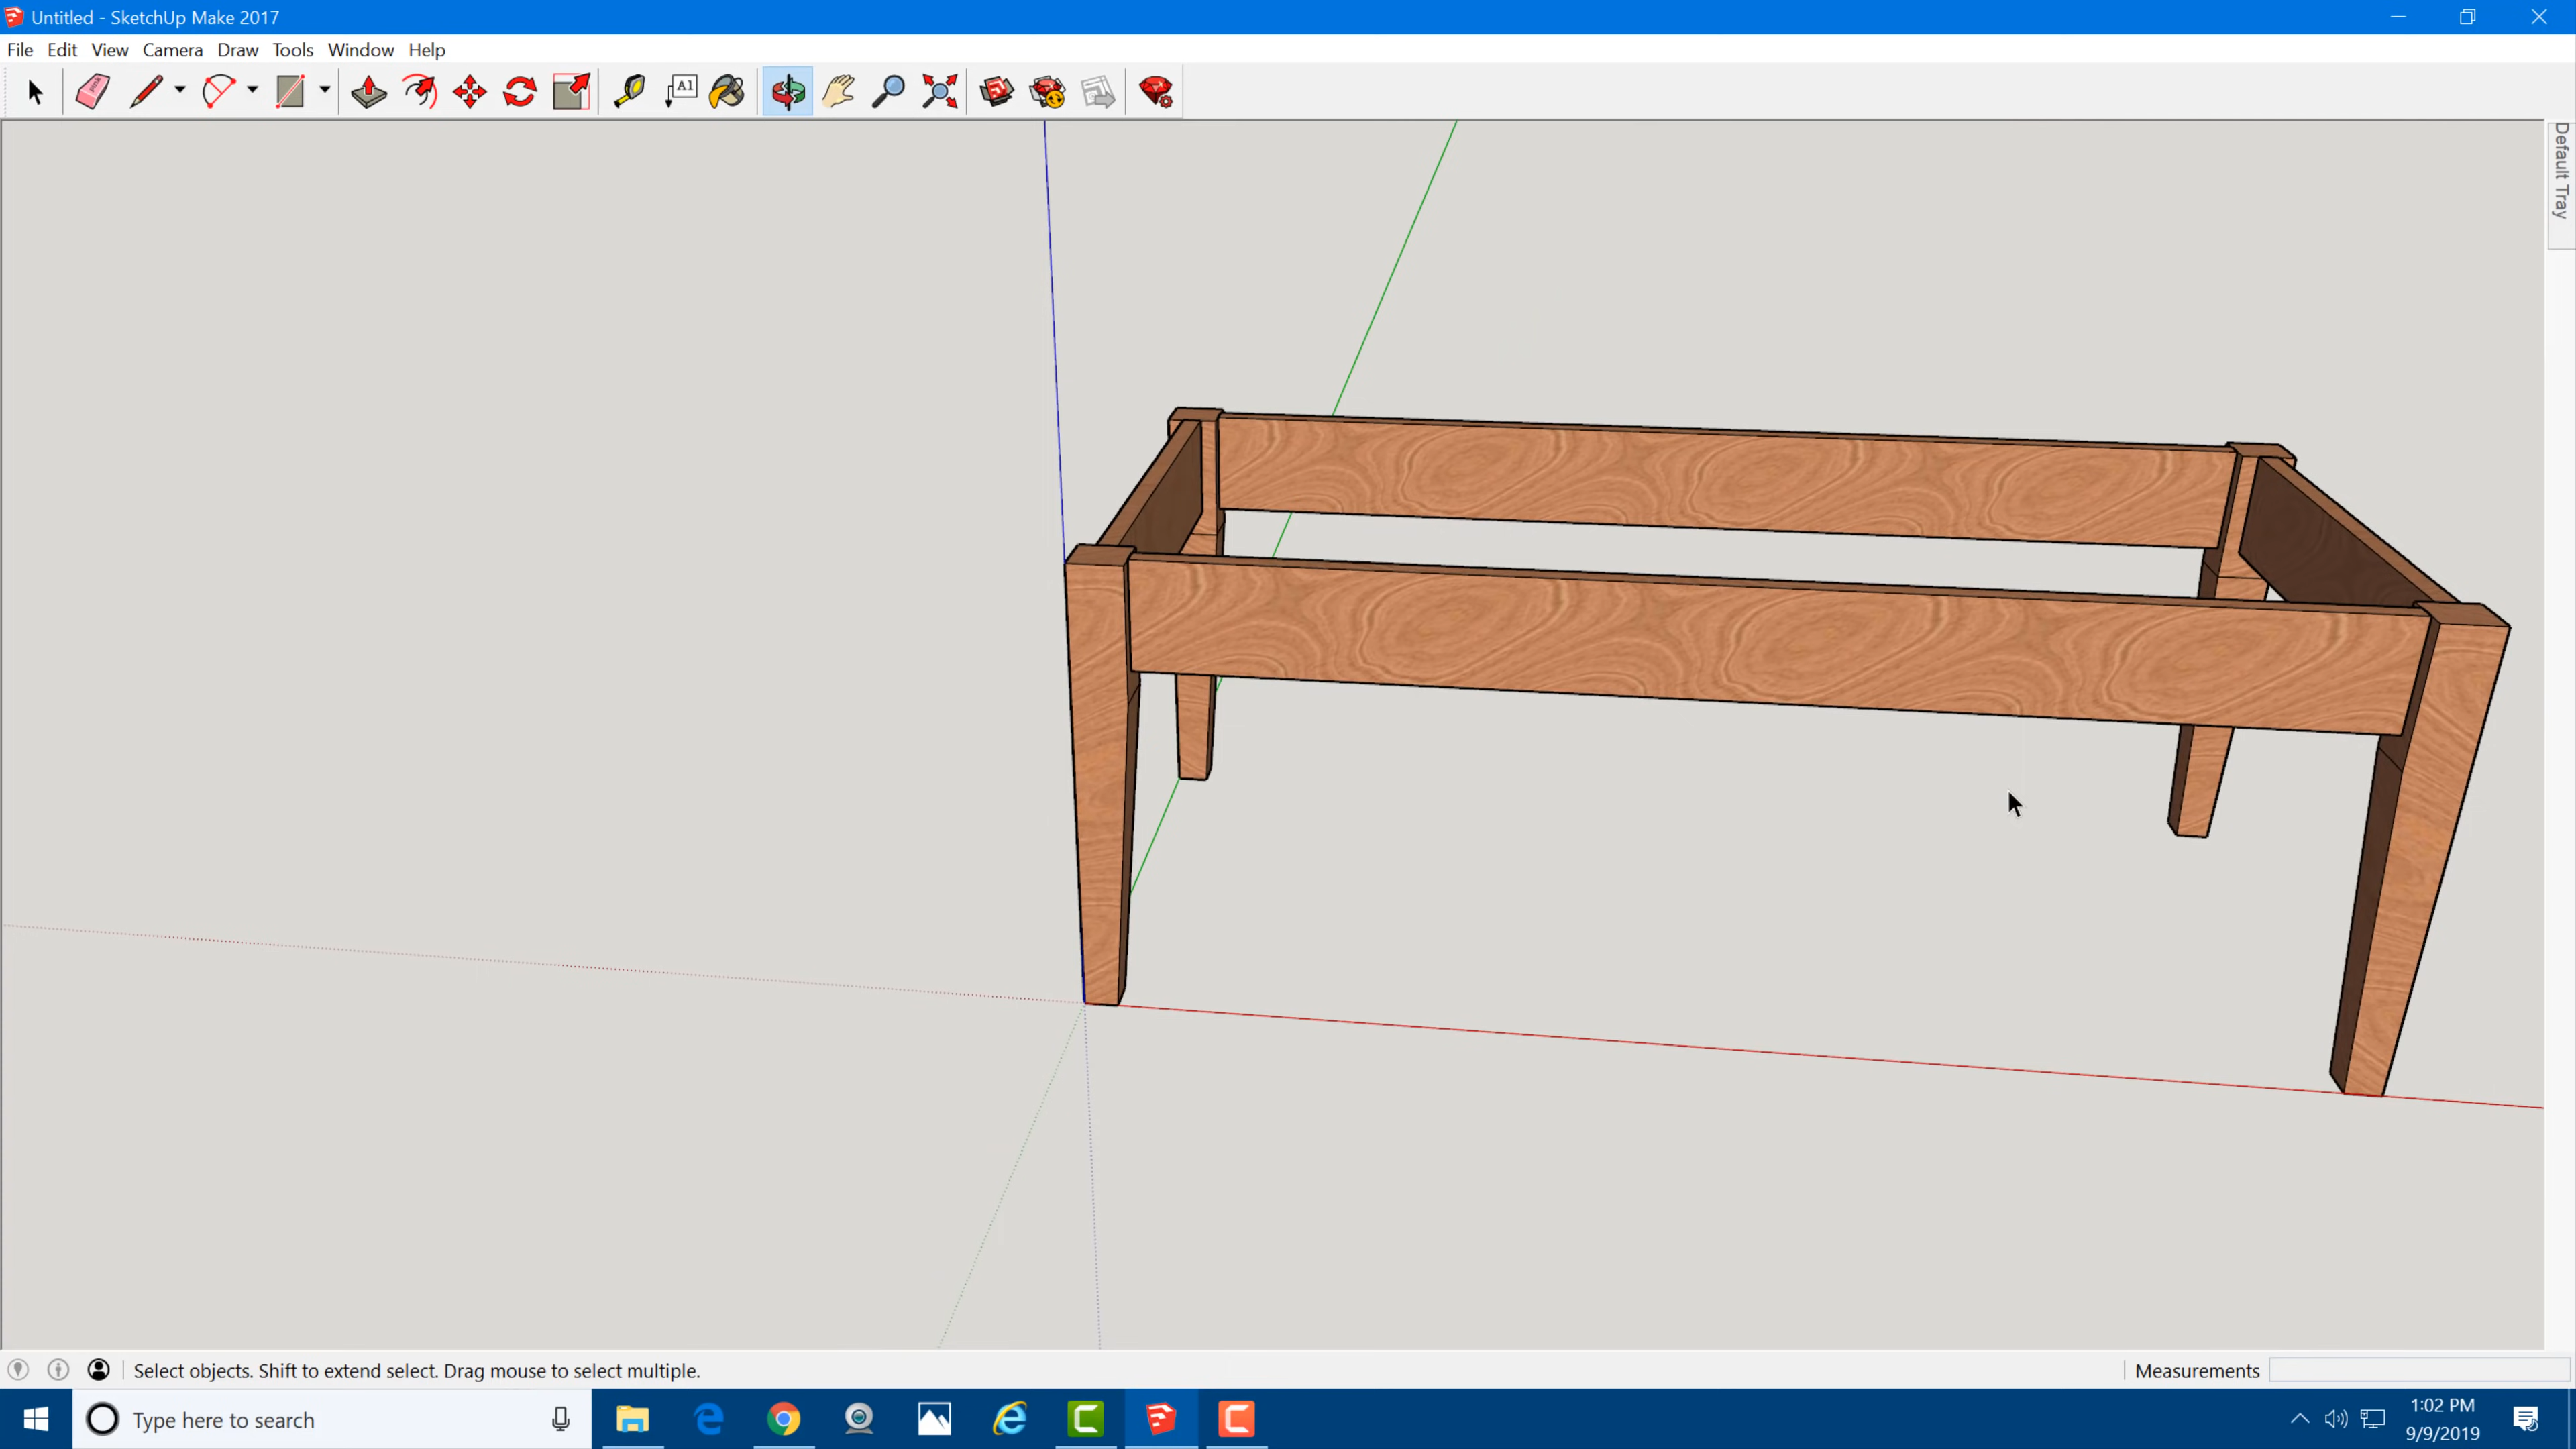 Untitled - SketchUp Make 2017
File Edit View Camera Draw Tools Window Help
A1
Default Tray
Select objects. Shift to extend select. Drag mouse to select multiple.
Measurements
Type here to search
1:02 PM
9/9/2019